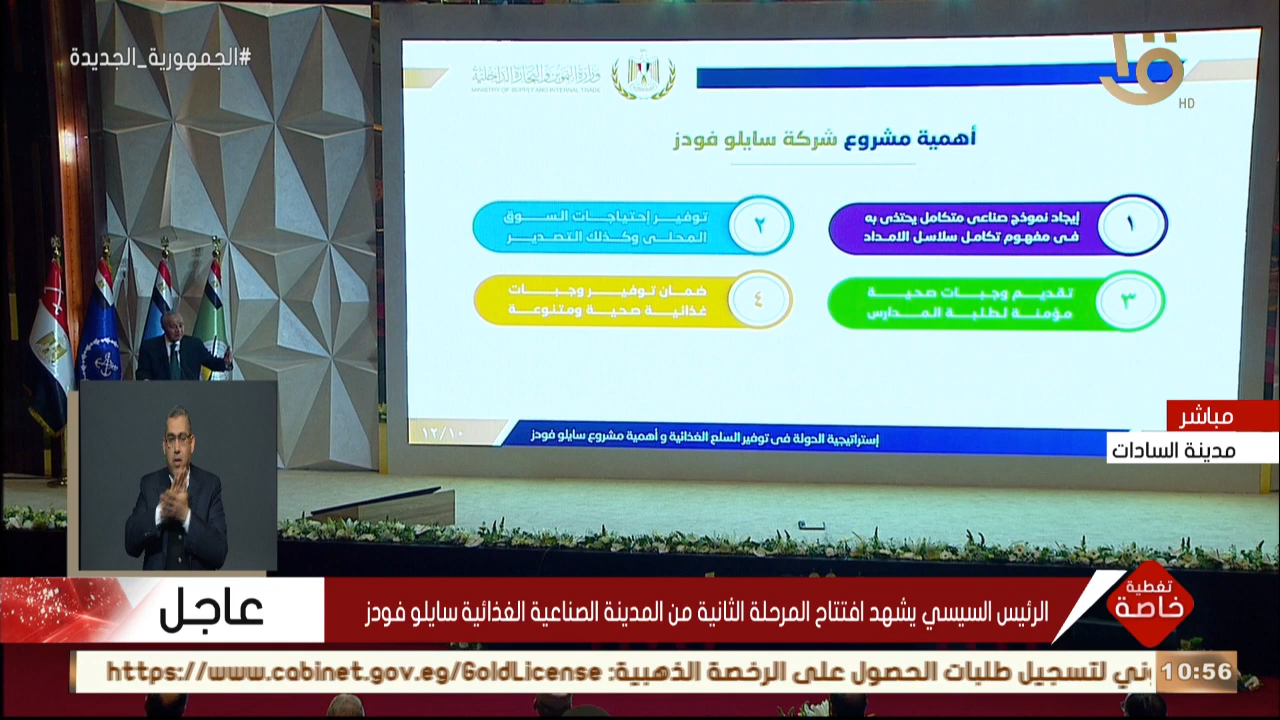 #الجمهورية_الجديدة
HD
وزارة التموين والتجارة الداخلية
MINISTRY OF SUPPLY AND INTERNAL TRADE
أهمية مشروع شركة سايلو فودز
١
إيجاد نموذج صناعى متكامل يحتذى به
فى مفهوم تكامل سلاسل الامداد
٢
توفير إحتياجات السوق
المحلى وكذلك التصدير
٣
تقديم وجبات صحية
مؤمنة لطلبة المدارس
٤
ضمان توفير وجبات
غذائية صحية ومتنوعة
إستراتيجية الدولة فى توفير السلع الغذائية و أهمية مشروع سايلو فودز
١٢/١٠
مباشر
مدينة السادات
تغطية
خاصة
الرئيس السيسي يشهد افتتاح المرحلة الثانية من المدينة الصناعية الغذائية سايلو فودز
عاجل
لتسجيل طلبات الحصول على الرخصة الذهبية: https://www.cabinet.gov.eg/GoldLicense
10:56